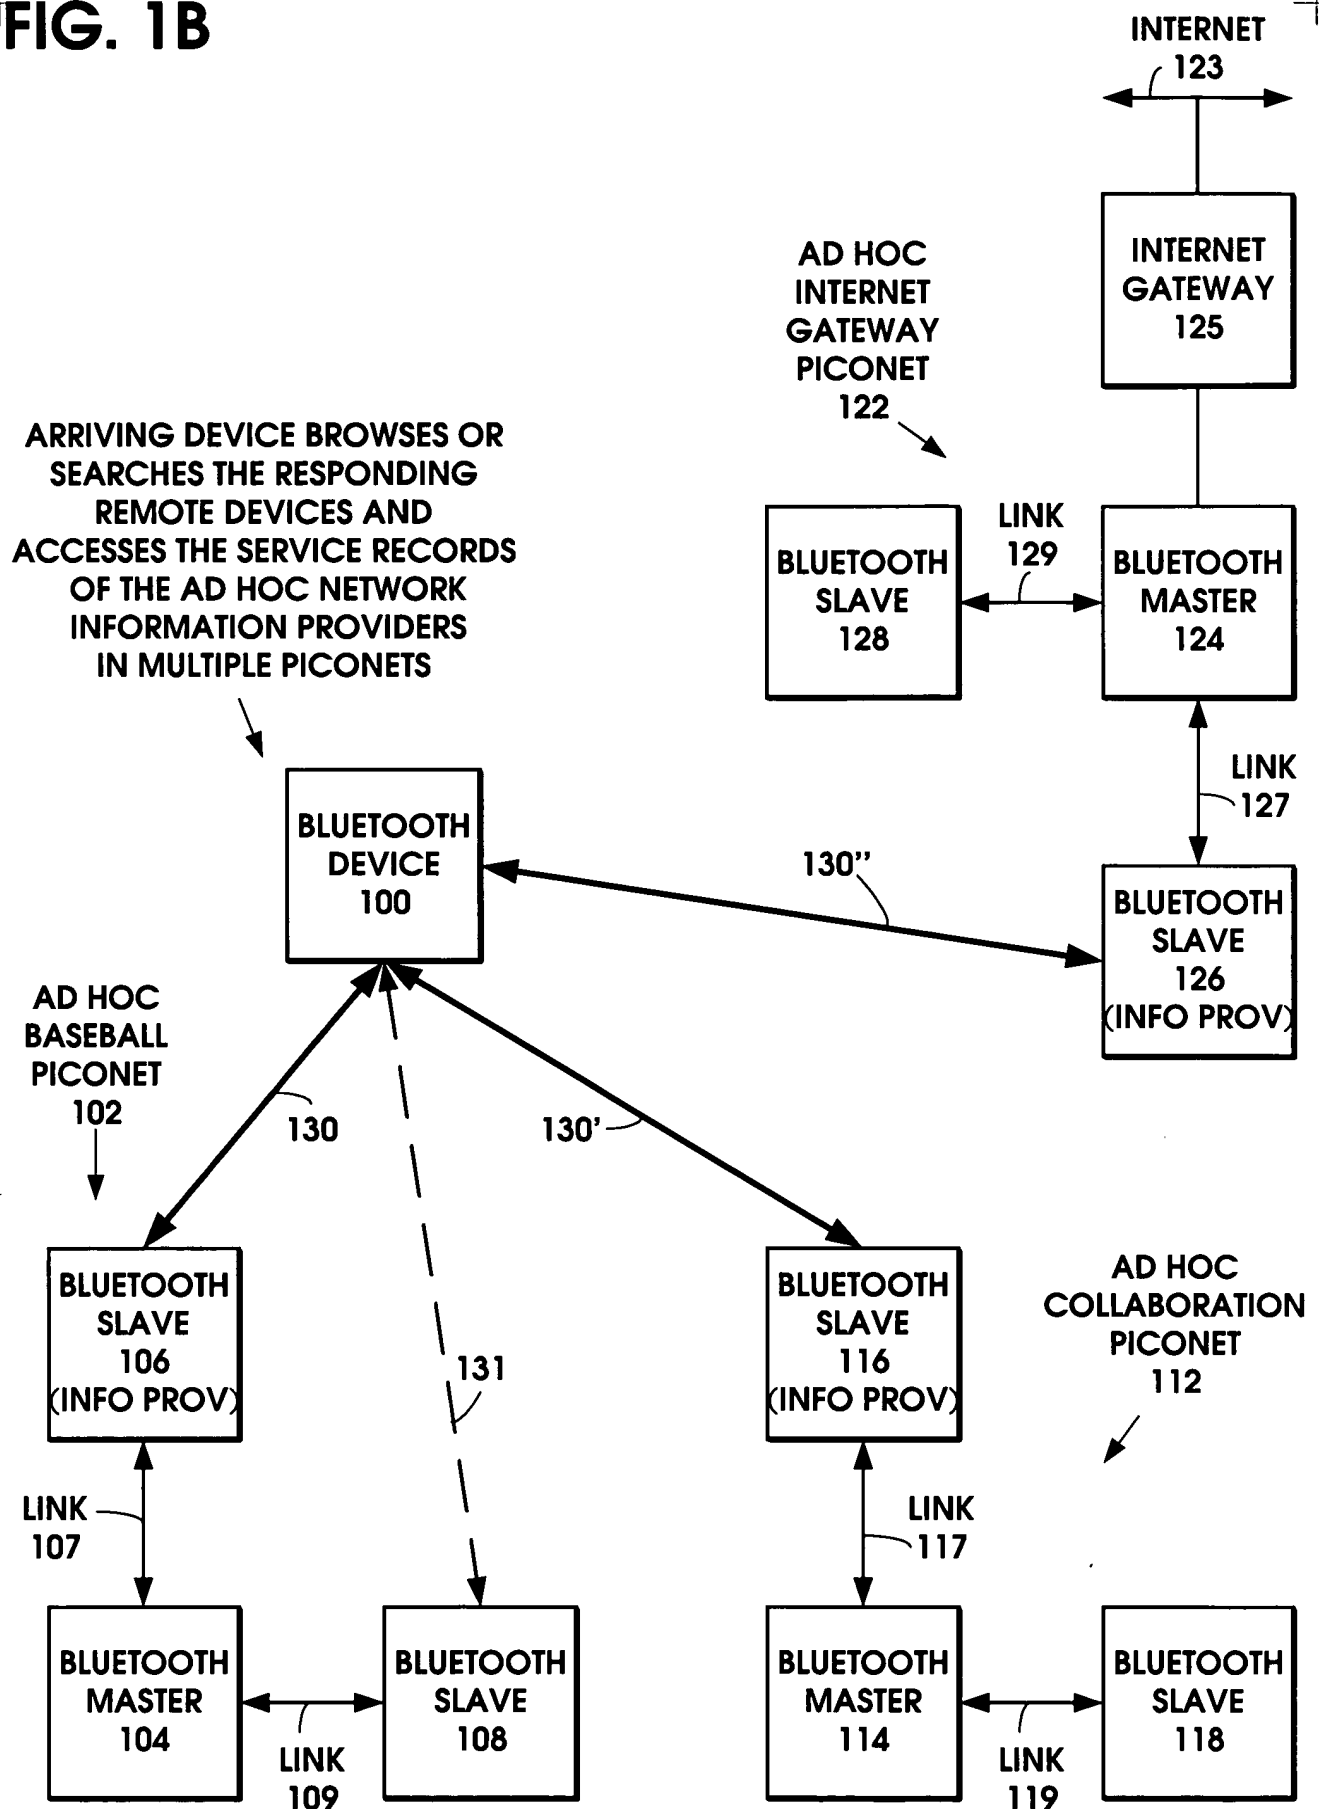 FIG. 1B
INTERNET
123
INTERNET
GATEWAY
125
AD HOC
INTERNET
GATEWAY
PICONET
122
ARRIVING DEVICE BROWSES OR
SEARCHES THE RESPONDING
REMOTE DEVICES AND
ACCESSES THE SERVICE RECORDS
OF THE AD HOC NETWORK
INFORMATION PROVIDERS
IN MULTIPLE PICONETS
BLUETOOTH
SLAVE
128
LINK
129
BLUETOOTH
MASTER
124
LINK
127
BLUETOOTH
DEVICE
100
130''
BLUETOOTH
SLAVE
126
(INFO PROV)
AD HOC
BASEBALL
PICONET
102
130
130'
BLUETOOTH
SLAVE
106
(INFO PROV)
131
BLUETOOTH
SLAVE
116
(INFO PROV)
AD HOC
COLLABORATION
PICONET
112
LINK
107
LINK
117
BLUETOOTH
MASTER
104
LINK
109
BLUETOOTH
SLAVE
108
BLUETOOTH
MASTER
114
LINK
119
BLUETOOTH
SLAVE
118